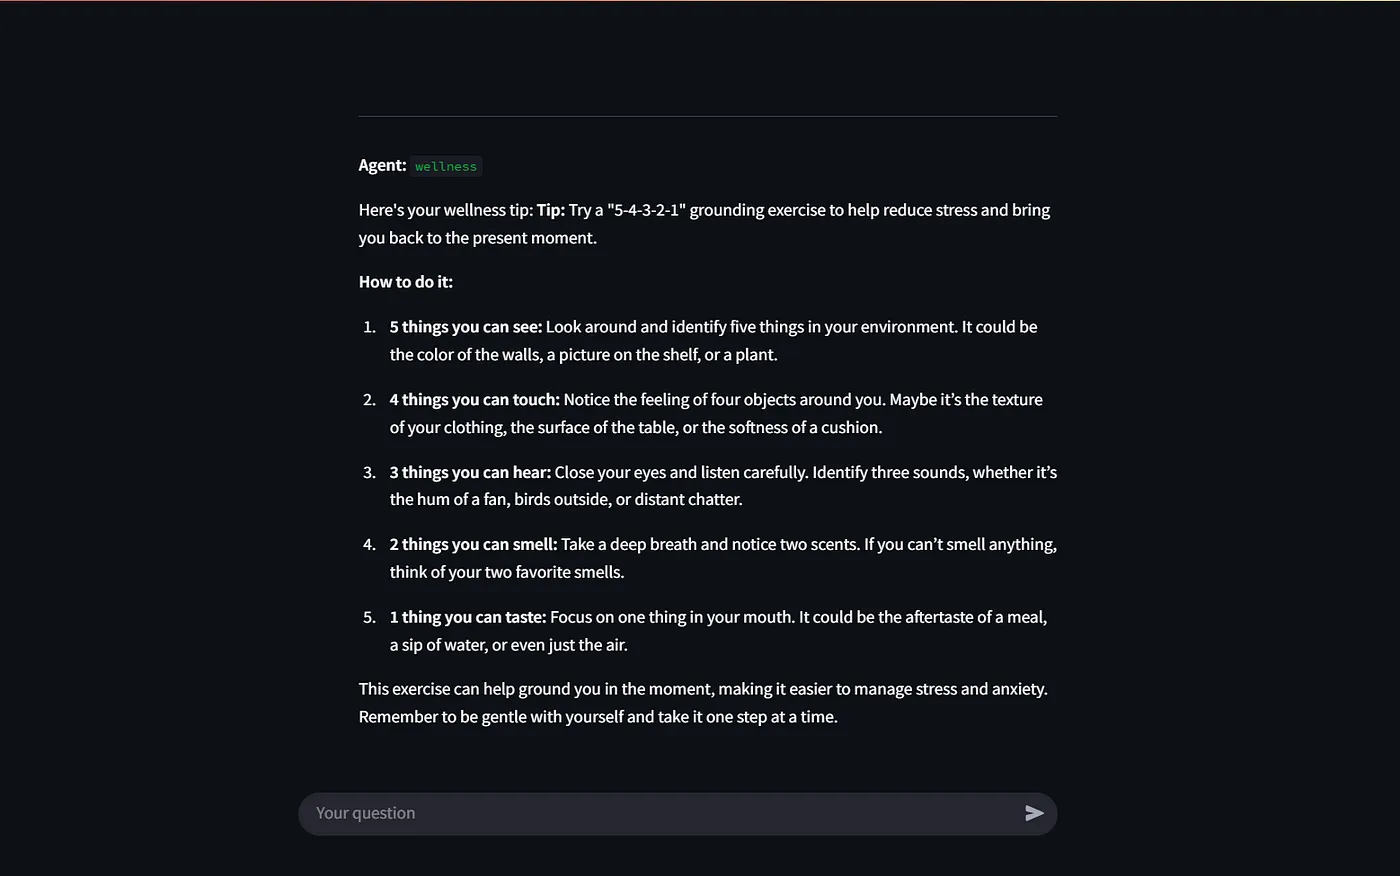 Agent: wellness
Here's your wellness tip: Tip: Try a "5-4-3-2-1" grounding exercise to help reduce stress and bring
you back to the present moment.
How to do it:
1. 5 things you can see: Look around and identify five things in your environment. It could be
the color of the walls, a picture on the shelf, or a plant.
2. 4 things you can touch: Notice the feeling of four objects around you. Maybe it’s the texture
of your clothing, the surface of the table, or the softness of a cushion.
3. 3 things you can hear: Close your eyes and listen carefully. Identify three sounds, whether it’s
the hum of a fan, birds outside, or distant chatter.
4. 2 things you can smell: Take a deep breath and notice two scents. If you can’t smell anything,
think of your two favorite smells.
5. 1 thing you can taste: Focus on one thing in your mouth. It could be the aftertaste of a meal,
a sip of water, or even just the air.
This exercise can help ground you in the moment, making it easier to manage stress and anxiety.
Remember to be gentle with yourself and take it one step at a time.
Your question